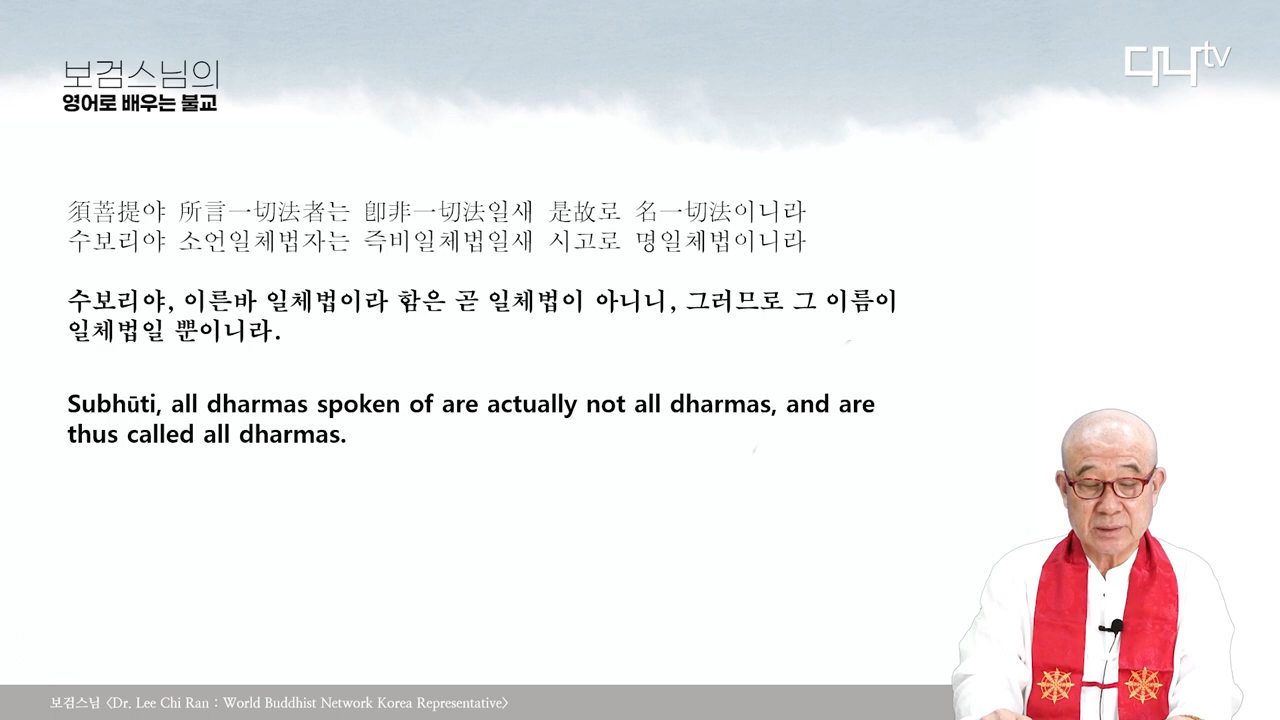 보검스님의
영어로 배우는 불교
디나tv
須菩提야 所言一切法者는 卽非一切法일새 是故로 名一切法이니라
수보리야 소언일체법자는 즉비일체법일새 시고로 명일체법이니라
수보리야, 이른바 일체법이라 함은 곧 일체법이 아니니, 그러므로 그 이름이
일체법일 뿐이니라.
Subhūti, all dharmas spoken of are actually not all dharmas, and are
thus called all dharmas.
보검스님 <Dr. Lee Chi Ran : World Buddhist Network Korea Representative>